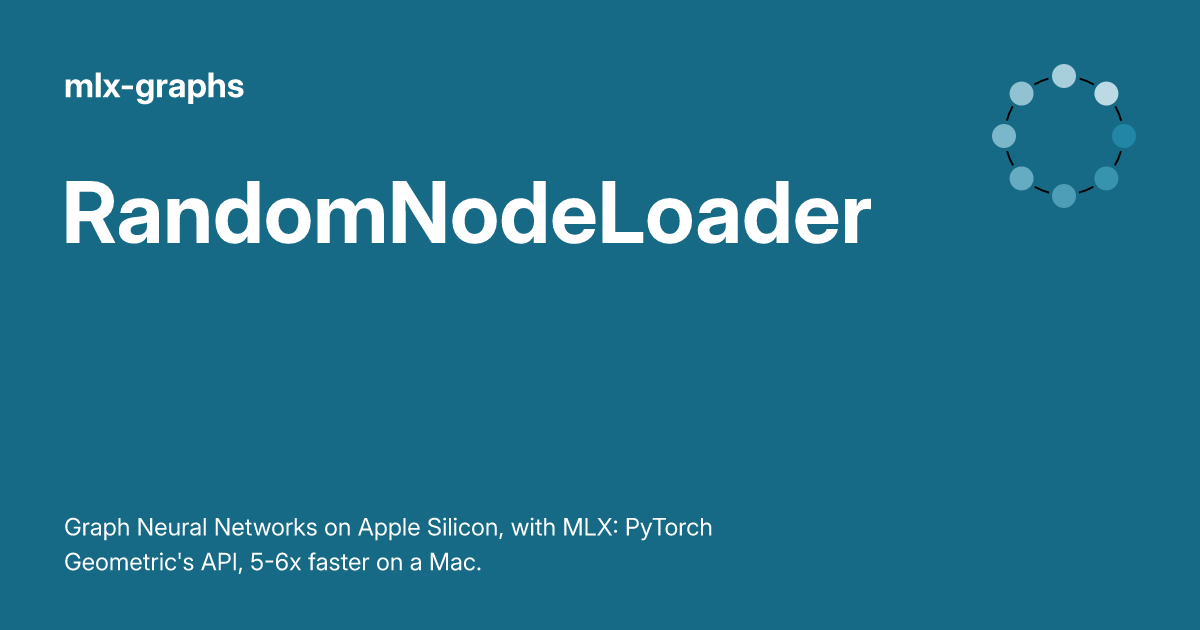 mlx-graphs
RandomNodeLoader
Graph Neural Networks on Apple Silicon, with MLX: PyTorch
Geometric's API, 5-6x faster on a Mac.